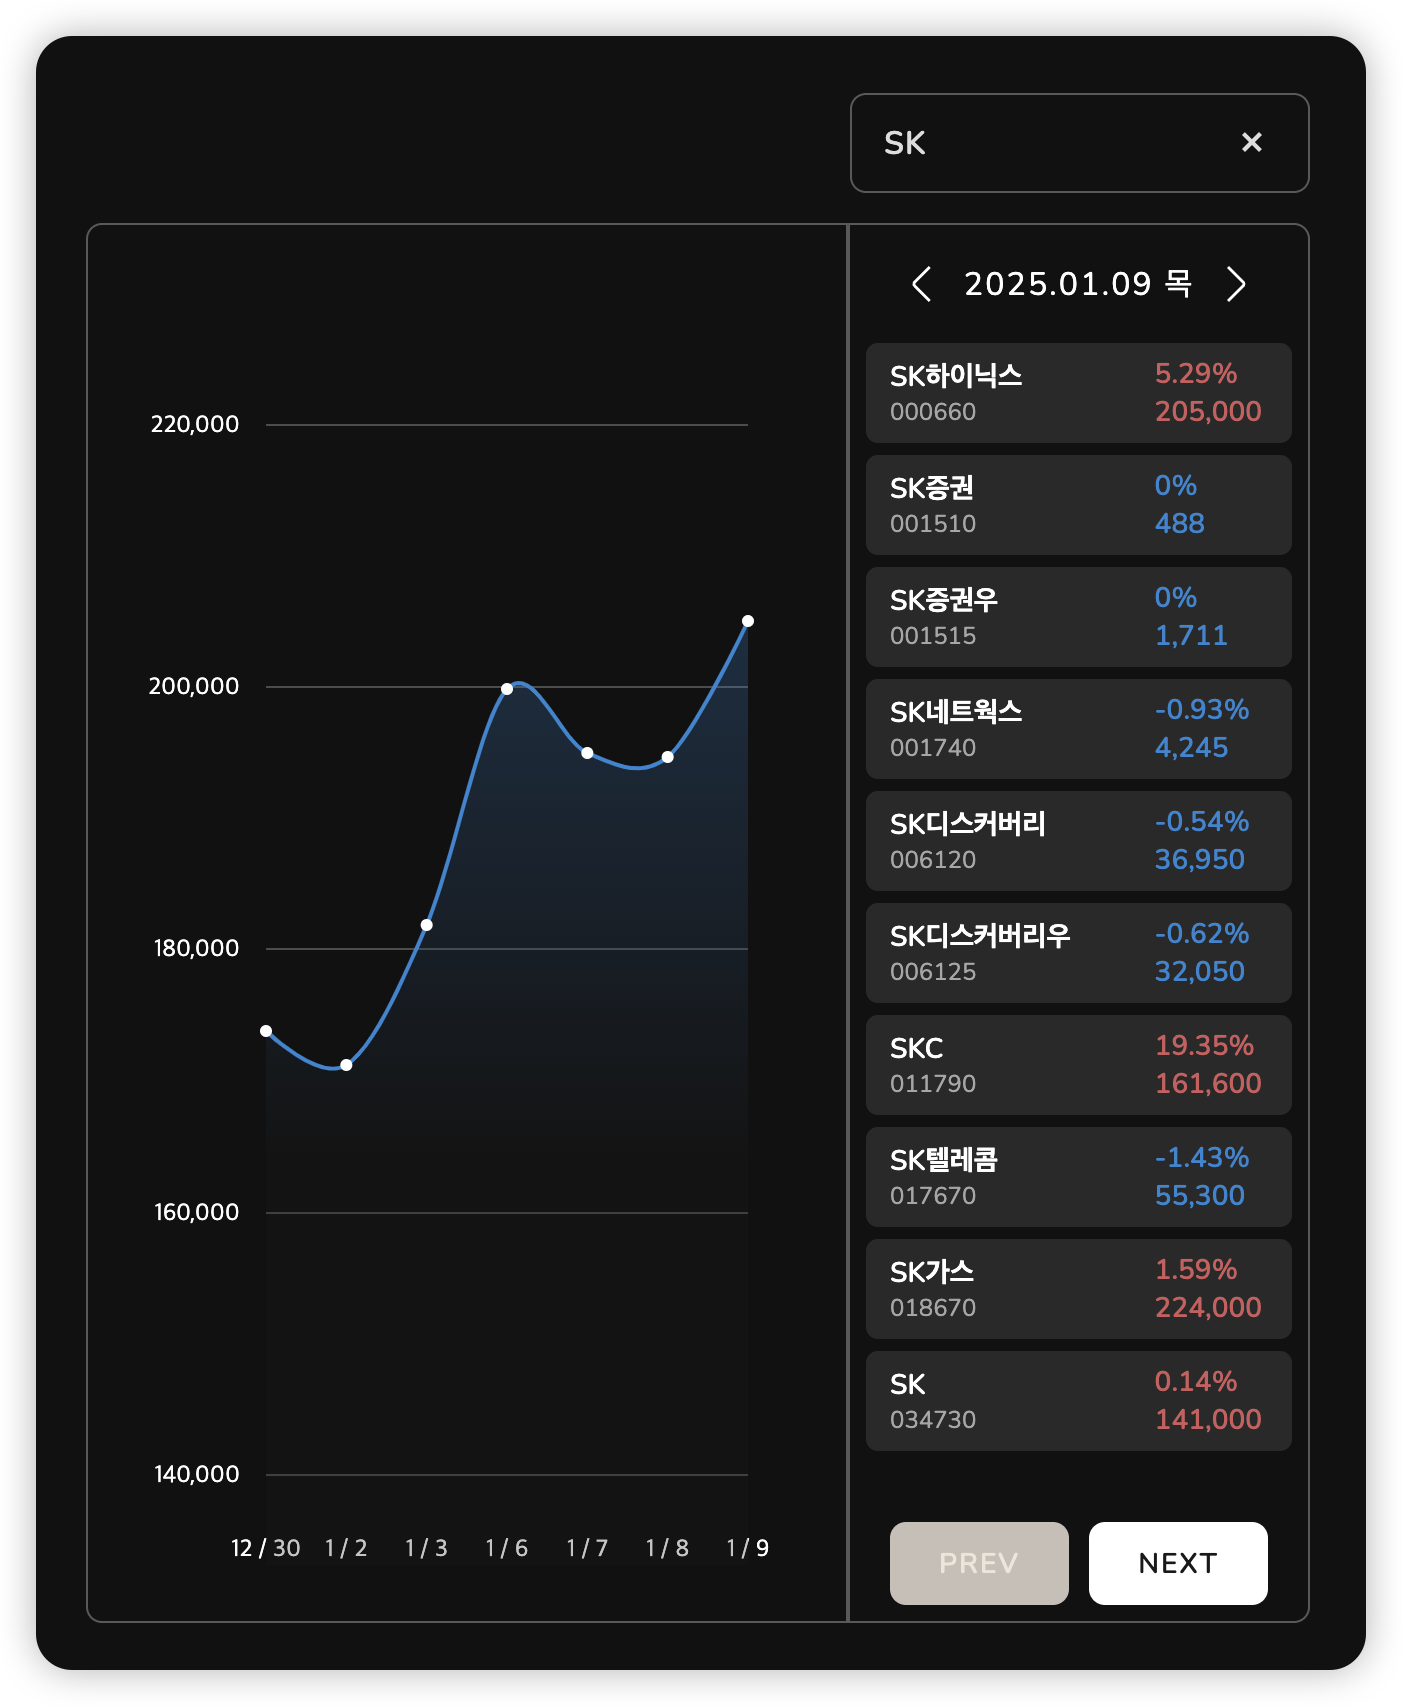 SK
220,000
200,000
180,000
160,000
140,000
12 / 30 1 / 2 1 / 3 1 / 6 1 / 7 1 / 8 1 / 9
2025.01.09 목
SK하이닉스 5.29%
000660 205,000
SK증권 0%
001510 488
SK증권우 0%
001515 1,711
SK네트웍스 -0.93%
001740 4,245
SK디스커버리 -0.54%
006120 36,950
SK디스커버리우 -0.62%
006125 32,050
SKC 19.35%
011790 161,600
SK텔레콤 -1.43%
017670 55,300
SK가스 1.59%
018670 224,000
SK 0.14%
034730 141,000
PREV NEXT